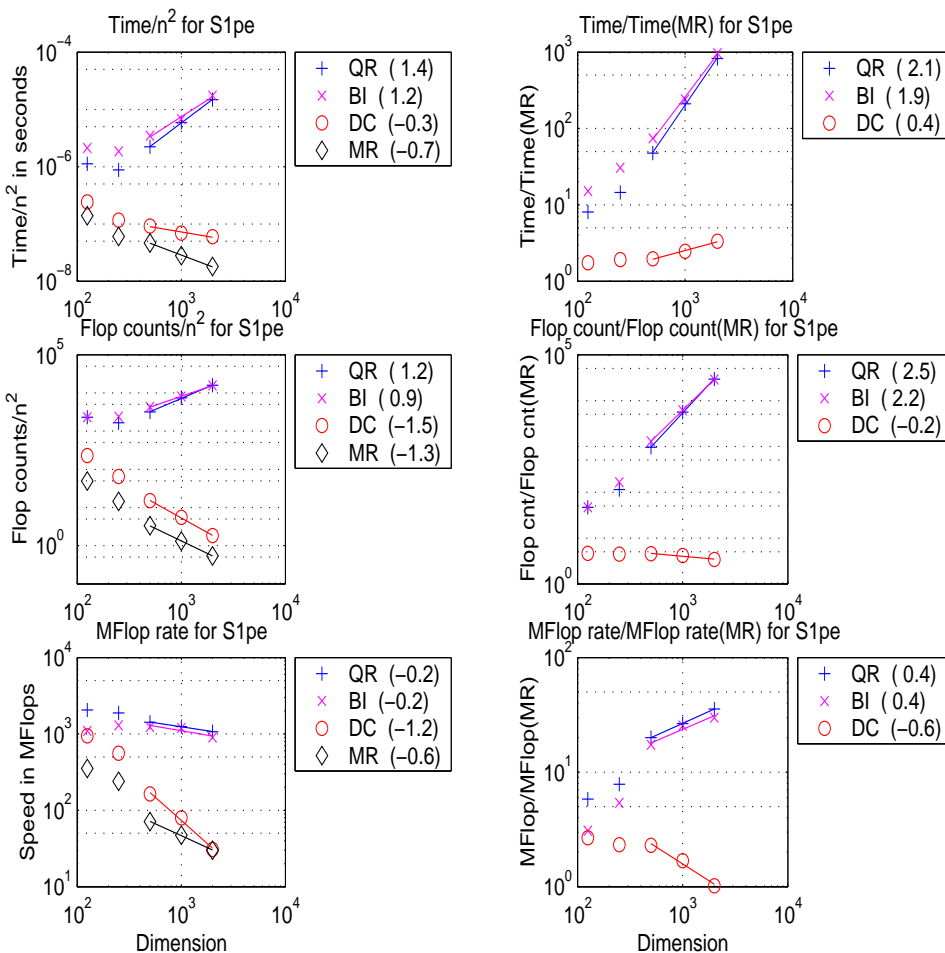 Time/n² for S1pe
Time/n² in seconds
10⁻⁴
10⁻⁶
10⁻⁸
10² 10³ 10⁴
QR ( 1.4)
BI ( 1.2)
DC (−0.3)
MR (−0.7)
Time/Time(MR) for S1pe
Time/Time(MR)
10³
10²
10¹
10⁰
10² 10³ 10⁴
QR ( 2.1)
BI ( 1.9)
DC ( 0.4)
Flop counts/n² for S1pe
Flop counts/n²
10⁵
10⁰
10² 10³ 10⁴
QR ( 1.2)
BI ( 0.9)
DC (−1.5)
MR (−1.3)
Flop count/Flop count(MR) for S1pe
Flop cnt/Flop cnt(MR)
10⁵
10⁰
10² 10³ 10⁴
QR ( 2.5)
BI ( 2.2)
DC (−0.2)
MFlop rate for S1pe
Speed in MFlops
10⁴
10³
10²
10¹
10² 10³ 10⁴
Dimension
QR (−0.2)
BI (−0.2)
DC (−1.2)
MR (−0.6)
MFlop rate/MFlop rate(MR) for S1pe
MFlop/MFlop(MR)
10²
10¹
10⁰
10² 10³ 10⁴
Dimension
QR ( 0.4)
BI ( 0.4)
DC (−0.6)